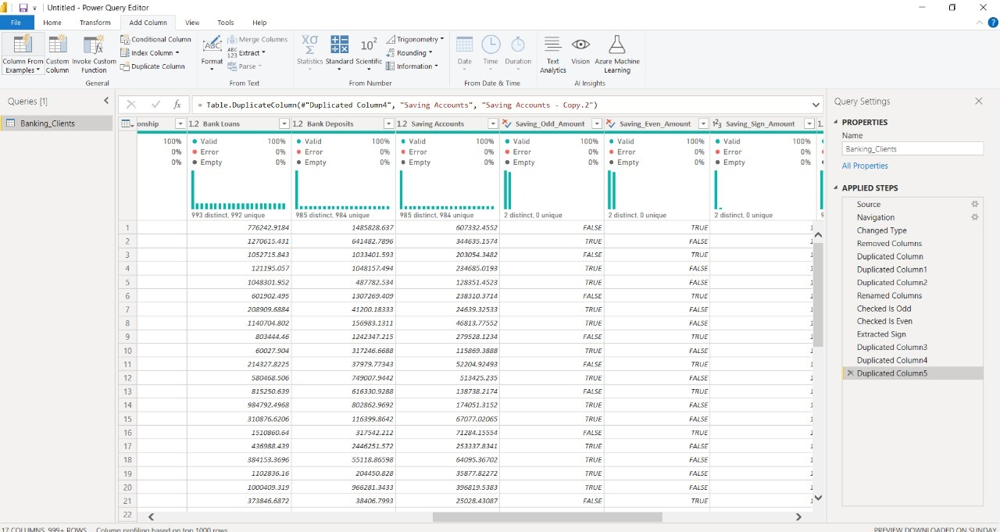 Untitled - Power Query Editor
File Home Transform Add Column View Tools Help
Column From Examples
Custom Column
Invoke Custom Function
Conditional Column
Index Column
Duplicate Column
General
Format
Merge Columns
Extract
Parse
From Text
Statistics
Standard
Scientific
Trigonometry
Rounding
Information
From Number
Date
Time
Duration
From Date & Time
Text Analytics
Vision
Azure Machine Learning
AI Insights
Queries [1]
Banking_Clients
= Table.DuplicateColumn(#"Duplicated Column4", "Saving Accounts", "Saving Accounts - Copy.2")
onship 1.2 Bank Loans 1.2 Bank Deposits 1.2 Saving Accounts Saving_Odd_Amount Saving_Even_Amount 1²3 Saving_Sign_Amount 1.
100% Valid 100% Valid 100% Valid 100% Valid 100% Valid 100% Valid 100%
0% Error 0% Error 0% Error 0% Error 0% Error 0% Error 0%
0% Empty 0% Empty 0% Empty 0% Empty 0% Empty 0% Empty 0%
993 distinct, 992 unique 985 distinct, 984 unique 985 distinct, 984 unique 2 distinct, 0 unique 2 distinct, 0 unique 2 distinct, 0 unique 9
1 776242.9184 1485828.637 607332.4552 FALSE TRUE 1
2 1270615.431 641482.7896 344635.1574 TRUE FALSE 1
3 1052715.843 1033401.593 203054.3482 FALSE TRUE 1
4 121195.057 1048157.494 234685.0193 TRUE FALSE 1
5 1048301.952 487782.534 128351.4523 TRUE FALSE 1
6 601902.495 1307269.409 238310.3714 FALSE TRUE 1
7 208909.6884 41200.18333 24639.32533 TRUE FALSE 1
8 1140704.802 156983.1311 46813.77552 TRUE FALSE 1
9 803444.46 1242347.215 279528.1234 FALSE TRUE 1
10 60027.904 317246.6688 115869.3888 TRUE FALSE 1
11 214327.8225 37979.77343 52204.92493 FALSE TRUE 1
12 580468.506 749007.9442 513425.235 TRUE FALSE 1
13 815250.639 616330.9288 138738.2174 FALSE TRUE 1
14 984792.4968 802862.9692 174051.3152 TRUE FALSE 1
15 310876.6206 116399.8642 67077.02065 TRUE FALSE 1
16 1510860.64 317542.212 71284.15554 FALSE TRUE 1
17 436988.439 2446251.572 253337.8341 TRUE FALSE 1
18 384153.3696 55118.86598 64095.36702 TRUE FALSE 1
19 1102836.16 204450.828 35877.82272 TRUE FALSE 1
20 1000409.319 966281.3433 396819.5383 TRUE FALSE 1
21 373846.6872 38406.7993 25028.43087 FALSE TRUE 1
22
Query Settings
PROPERTIES
Name
Banking_Clients
All Properties
APPLIED STEPS
Source
Navigation
Changed Type
Removed Columns
Duplicated Column
Duplicated Column1
Duplicated Column2
Renamed Columns
Checked Is Odd
Checked Is Even
Extracted Sign
Duplicated Column3
Duplicated Column4
Duplicated Column5
17 COLUMNS, 999+ ROWS Column profiling based on top 1000 rows PREVIEW DOWNLOADED ON SUNDAY